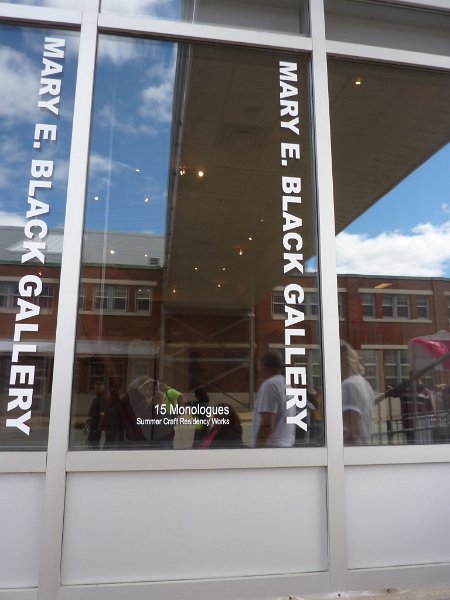 MARY E. BLACK GALLERY
MARY E. BLACK GALLERY
15 Monologues
Summer Craft Residency Works